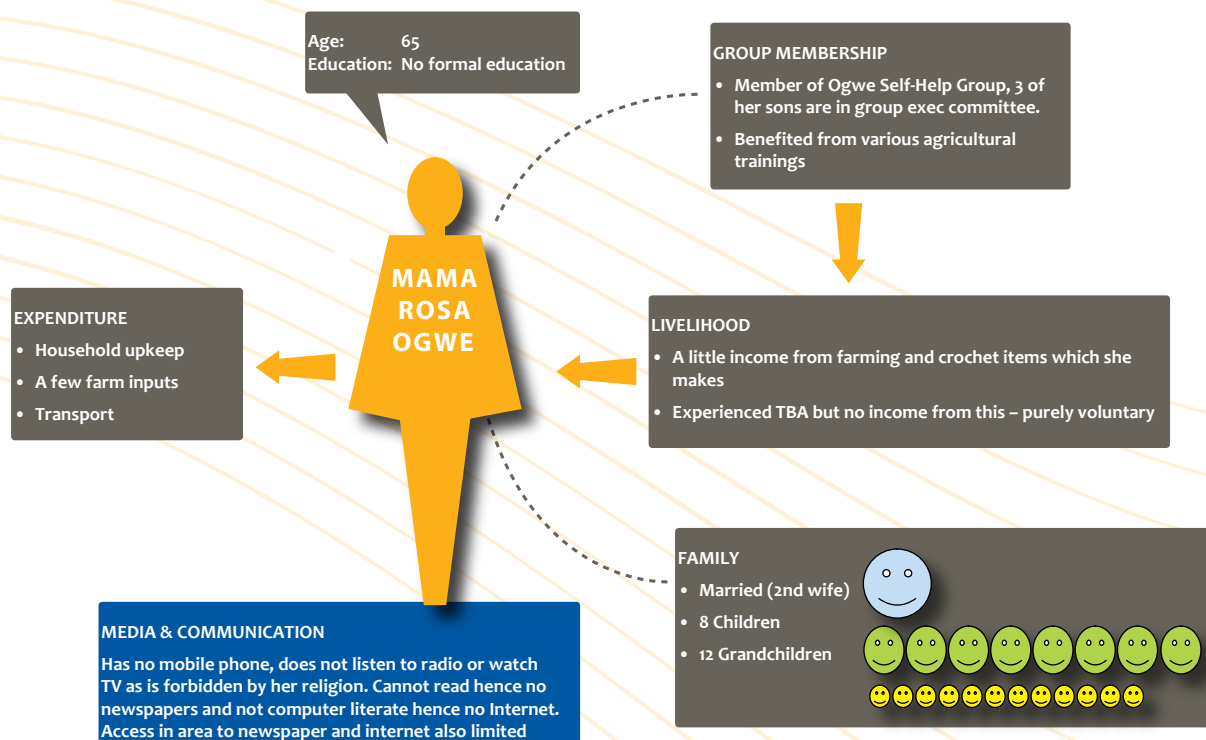 Age: 65
Education: No formal education
GROUP MEMBERSHIP
• Member of Ogwe Self-Help Group, 3 of
her sons are in group exec committee.
• Benefited from various agricultural
trainings
MAMA
ROSA
OGWE
EXPENDITURE
• Household upkeep
• A few farm inputs
• Transport
LIVELIHOOD
• A little income from farming and crochet items which she
makes
• Experienced TBA but no income from this – purely voluntary
FAMILY
• Married (2nd wife)
• 8 Children
• 12 Grandchildren
MEDIA & COMMUNICATION
Has no mobile phone, does not listen to radio or watch
TV as is forbidden by her religion. Cannot read hence no
newspapers and not computer literate hence no Internet.
Access in area to newspaper and internet also limited